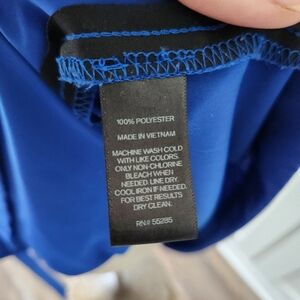 100% POLYESTER
MADE IN VIETNAM
MACHINE WASH COLD
WITH LIKE COLORS.
ONLY NON-CHLORINE
BLEACH WHEN
NEEDED. LINE DRY.
COOL IRON IF NEEDED.
FOR BEST RESULTS
DRY CLEAN.
RN# 55285